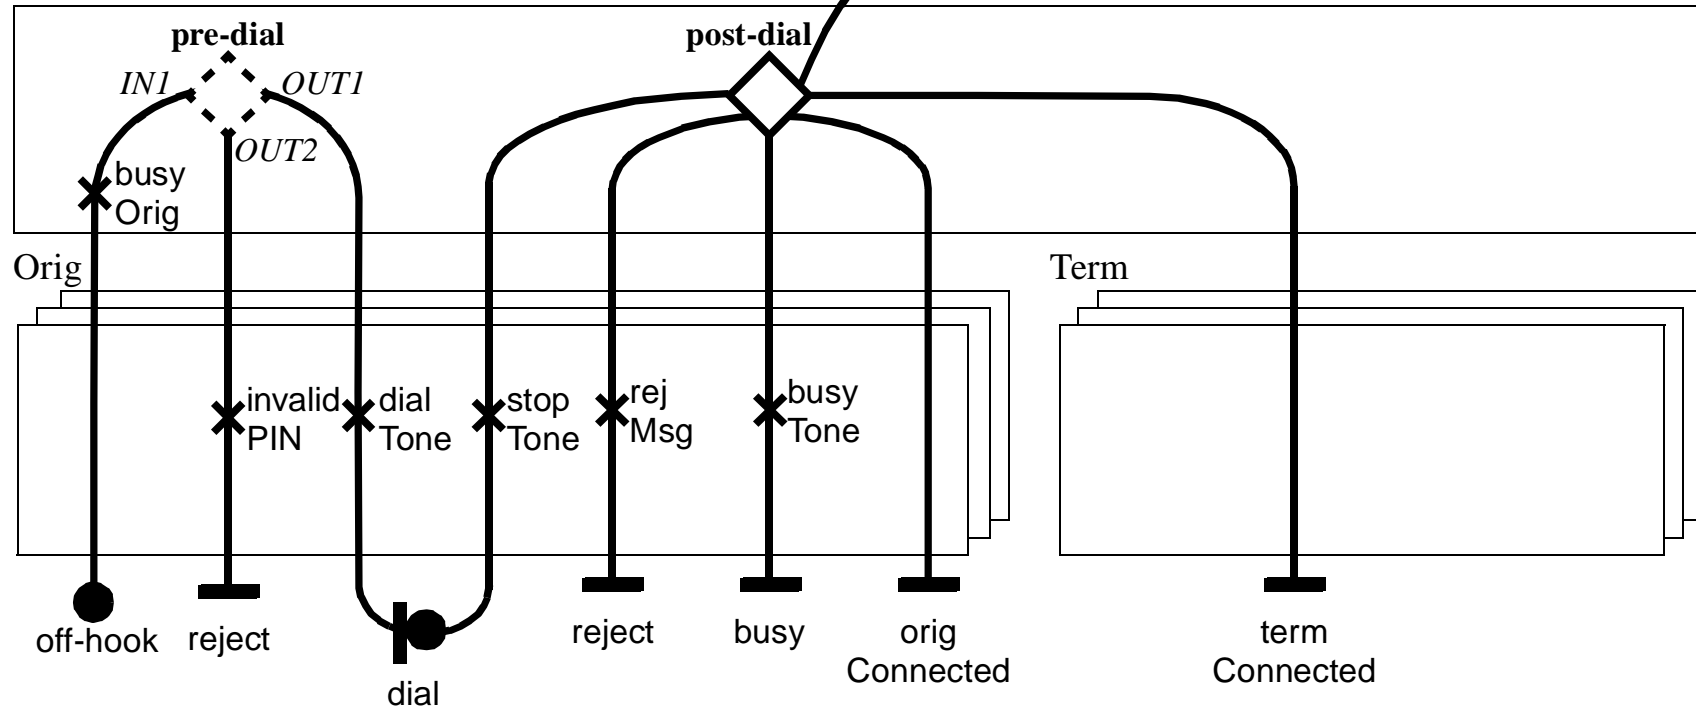 pre-dial
post-dial
IN1
OUT1
OUT2
busy
Orig
Orig
Term
invalid
PIN
dial
Tone
stop
Tone
rej
Msg
busy
Tone
off-hook
reject
dial
reject
busy
orig
Connected
term
Connected